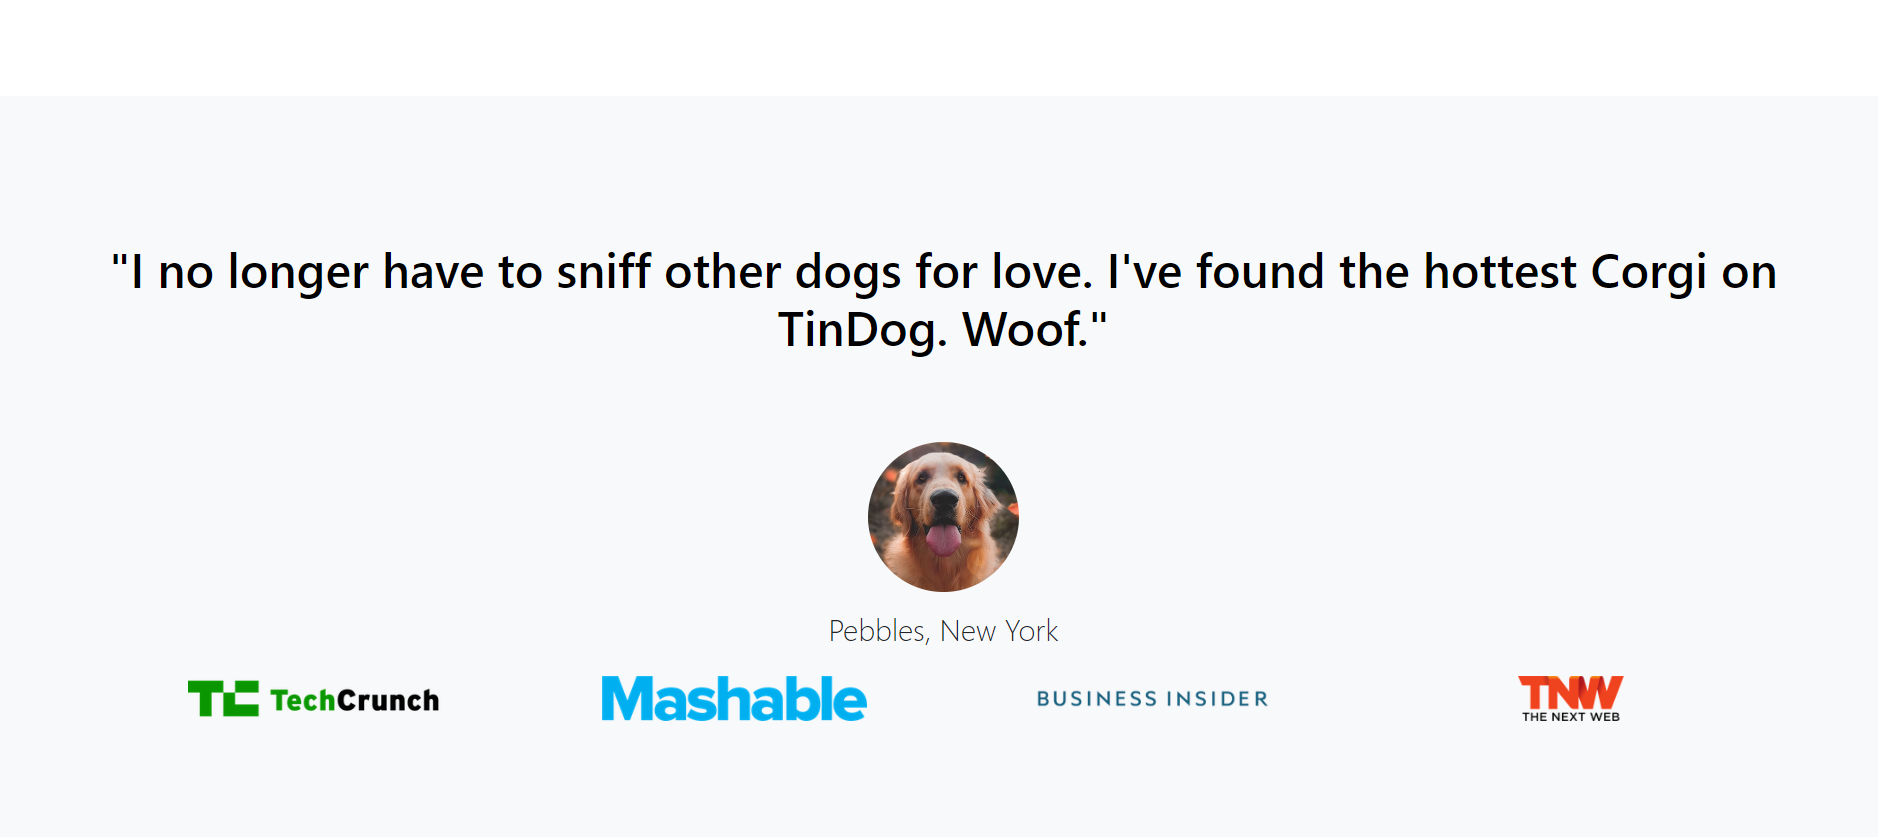 "I no longer have to sniff other dogs for love. I've found the hottest Corgi on
TinDog. Woof."
Pebbles, New York
TC TechCrunch
Mashable
BUSINESS INSIDER
TNW
THE NEXT WEB